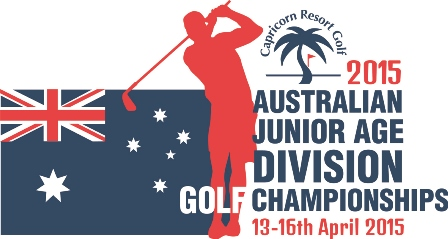 Capricorn Resort Golf
2015
AUSTRALIAN
JUNIOR AGE
DIVISION
GOLF CHAMPIONSHIPS
13-16th April 2015